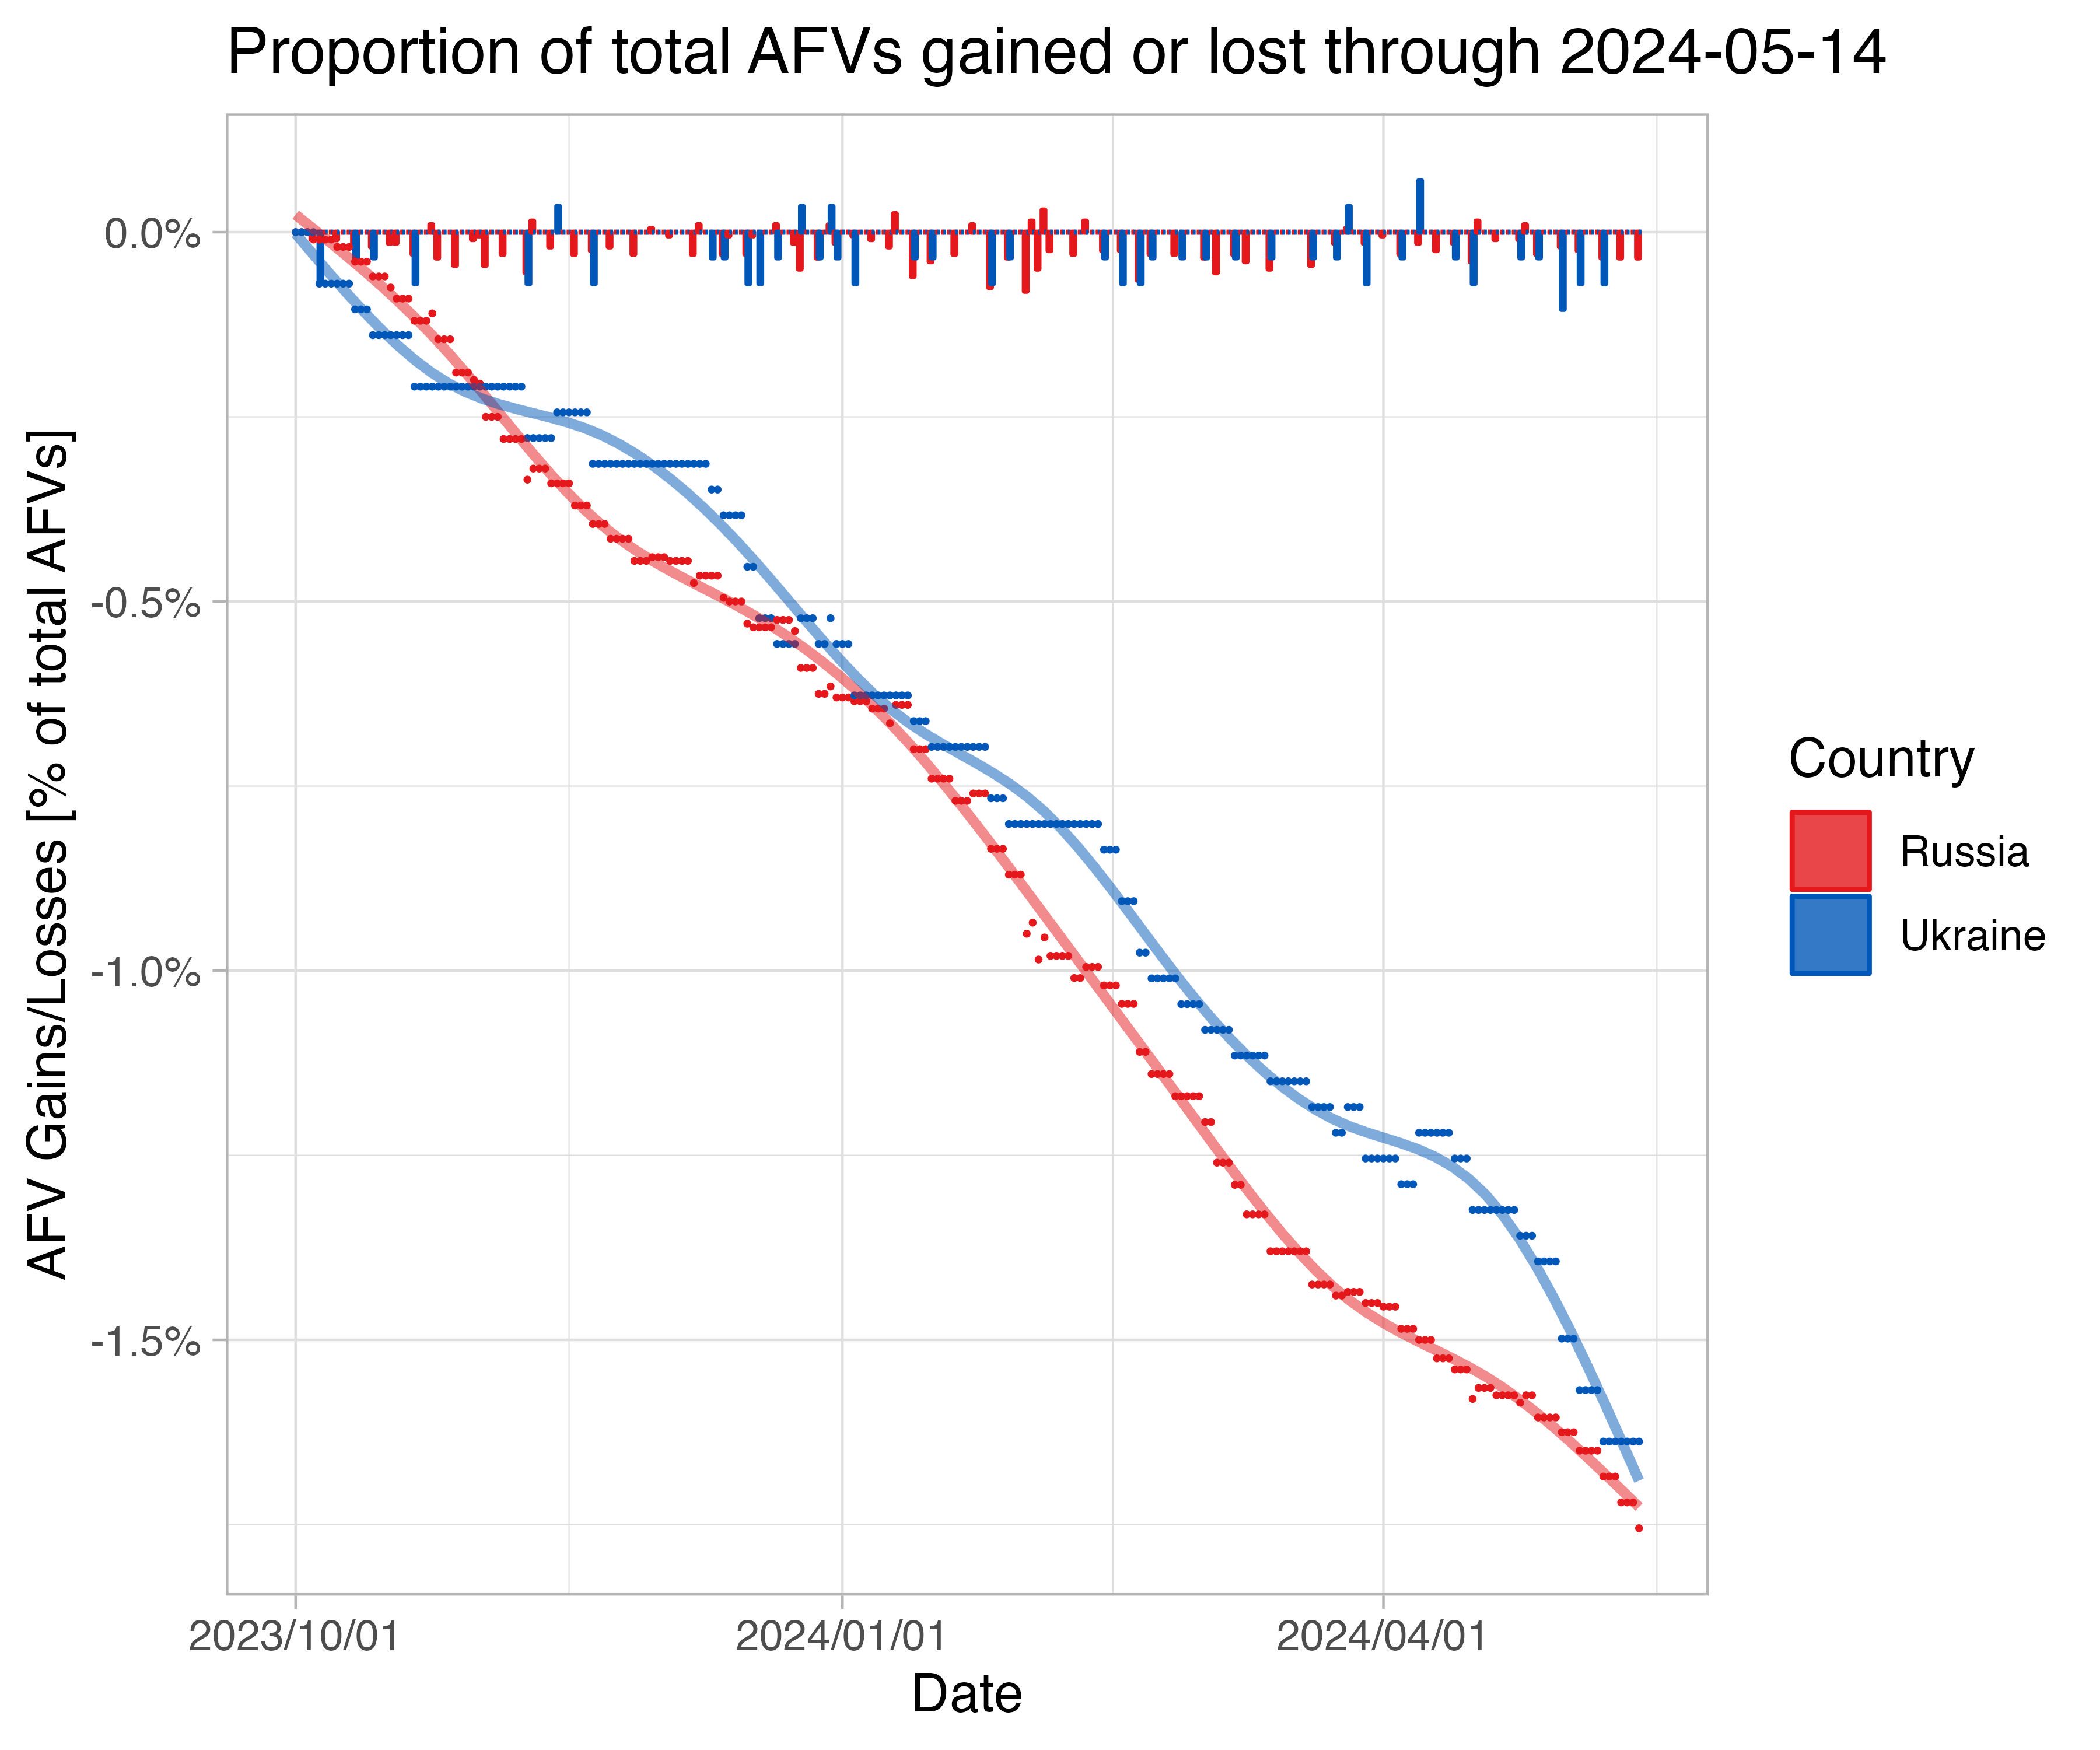 Proportion of total AFVs gained or lost through 2024-05-14
AFV Gains/Losses [% of total AFVs]
0.0%
-0.5%
-1.0%
-1.5%
2023/10/01
2024/01/01
2024/04/01
Date
Country
Russia
Ukraine